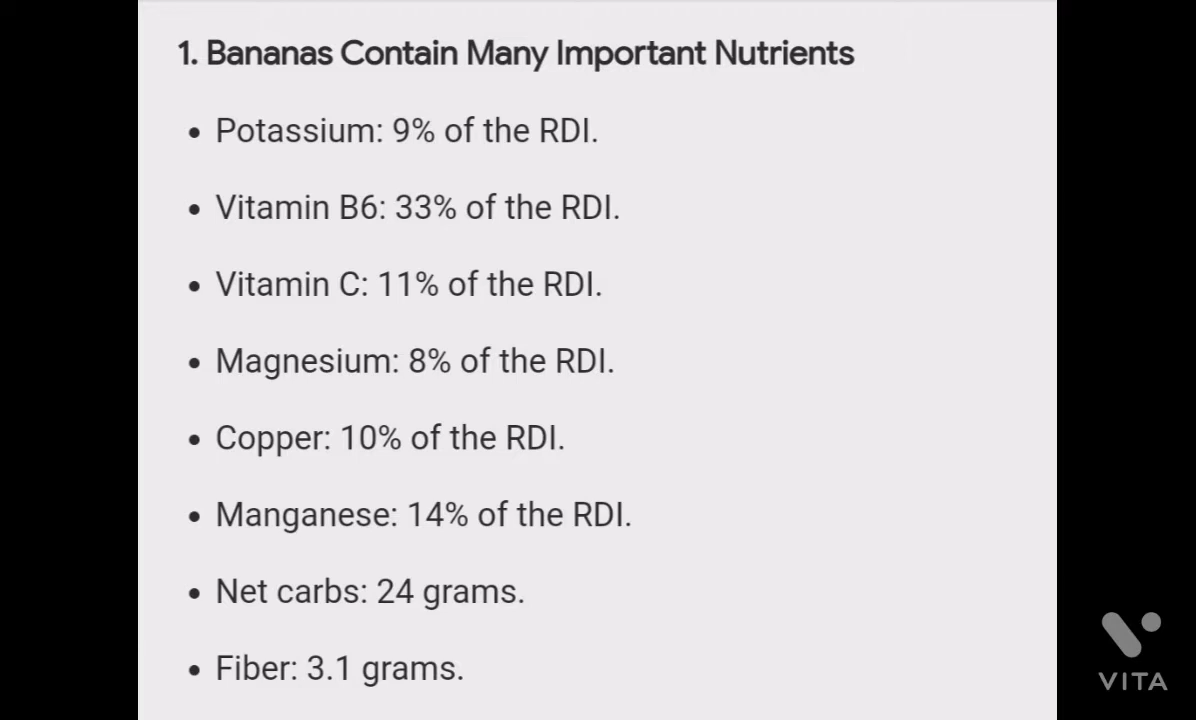 1. Bananas Contain Many Important Nutrients
• Potassium: 9% of the RDI.
• Vitamin B6: 33% of the RDI.
• Vitamin C: 11% of the RDI.
• Magnesium: 8% of the RDI.
• Copper: 10% of the RDI.
• Manganese: 14% of the RDI.
• Net carbs: 24 grams.
• Fiber: 3.1 grams.
VITA